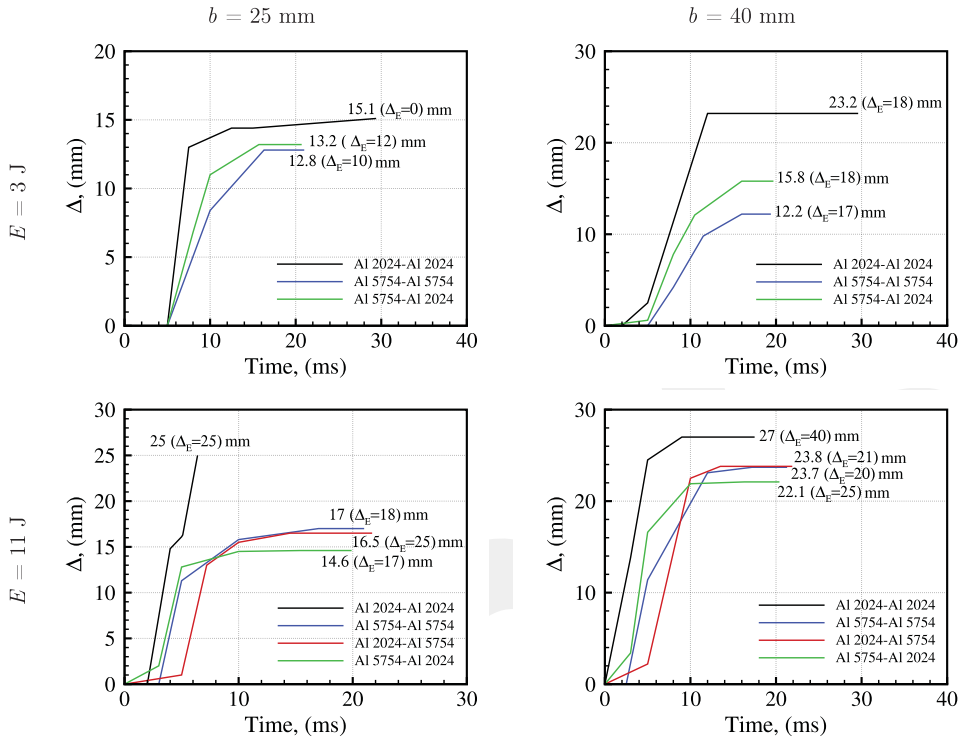 b = 25 mm
b = 40 mm
E = 3 J
20
15
10
5
0
Δ, (mm)
15.1 (Δ_E=0) mm
13.2 ( Δ_E=12) mm
12.8 (Δ_E=10) mm
Al 2024-Al 2024
Al 5754-Al 5754
Al 5754-Al 2024
0 10 20 30 40
Time, (ms)
30
20
10
0
Δ, (mm)
23.2 (Δ_E=18) mm
15.8 (Δ_E=18) mm
12.2 (Δ_E=17) mm
Al 2024-Al 2024
Al 5754-Al 5754
Al 5754-Al 2024
0 10 20 30 40
Time, (ms)
E = 11 J
30
25
20
15
10
5
0
Δ, (mm)
25 (Δ_E=25) mm
17 (Δ_E=18) mm
16.5 (Δ_E=25) mm
14.6 (Δ_E=17) mm
Al 2024-Al 2024
Al 5754-Al 5754
Al 2024-Al 5754
Al 5754-Al 2024
0 10 20 30
Time, (ms)
30
20
10
0
Δ, (mm)
27 (Δ_E=40) mm
23.8 (Δ_E=21) mm
23.7 (Δ_E=20) mm
22.1 (Δ_E=25) mm
Al 2024-Al 2024
Al 5754-Al 5754
Al 2024-Al 5754
Al 5754-Al 2024
0 10 20 30 40
Time, (ms)